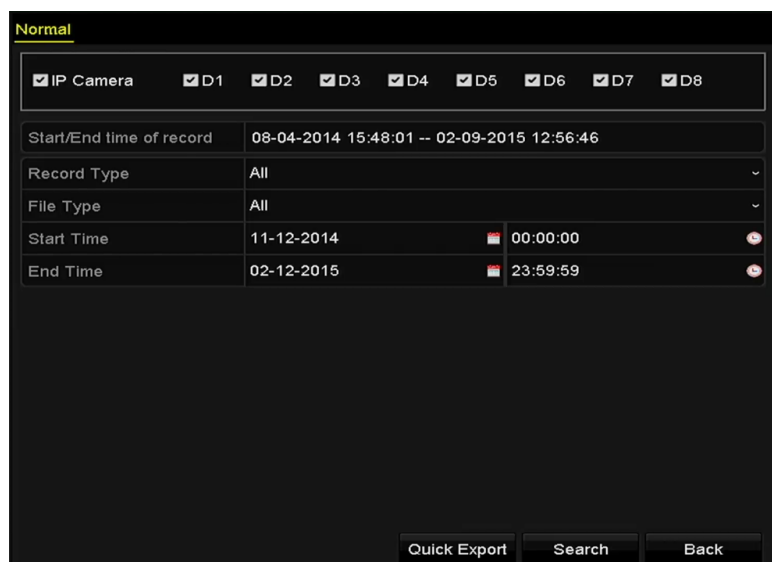 Normal
IP Camera D1 D2 D3 D4 D5 D6 D7 D8
Start/End time of record 08-04-2014 15:48:01 -- 02-09-2015 12:56:46
Record Type All
File Type All
Start Time 11-12-2014 00:00:00
End Time 02-12-2015 23:59:59
Quick Export Search Back